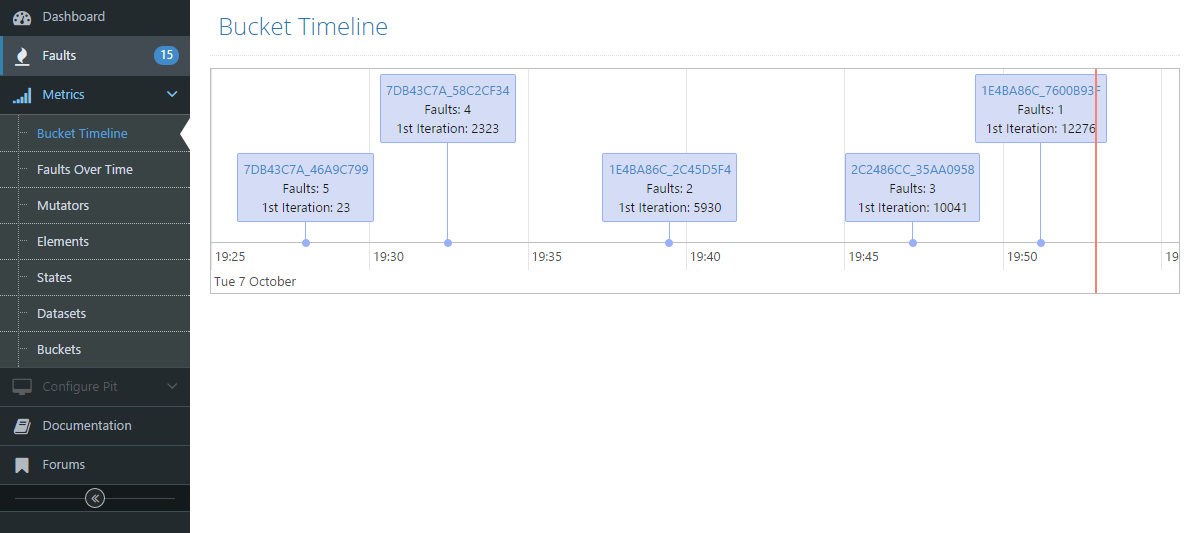 Dashboard
Faults 15
Metrics
Bucket Timeline
Faults Over Time
Mutators
Elements
States
Datasets
Buckets
Configure Pit
Documentation
Forums
Bucket Timeline
7DB43C7A_58C2CF34
Faults: 4
1st Iteration: 2323
1E4BA86C_7600B93F
Faults: 1
1st Iteration: 12276
7DB43C7A_46A9C799
Faults: 5
1st Iteration: 23
1E4BA86C_2C45D5F4
Faults: 2
1st Iteration: 5930
2C2486CC_35AA0958
Faults: 3
1st Iteration: 10041
19:25 19:30 19:35 19:40 19:45 19:50 19
Tue 7 October